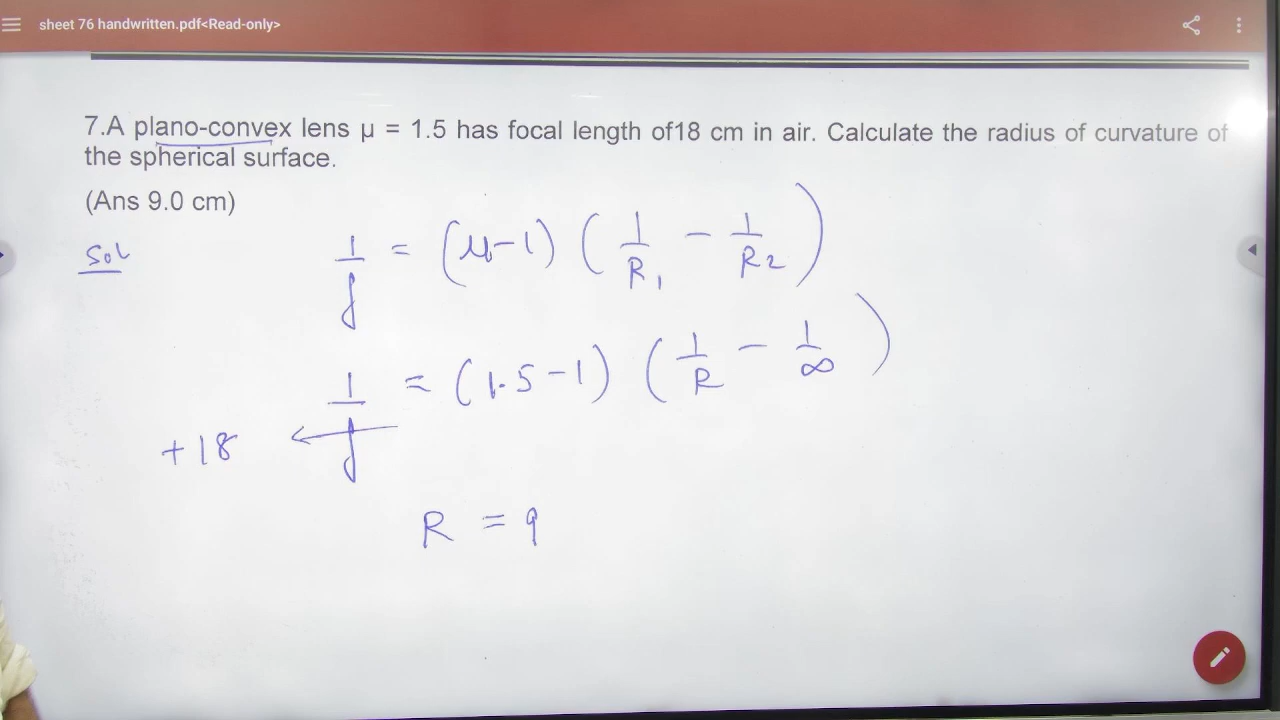 sheet 76 handwritten.pdf<Read-only>
7.A plano-convex lens μ = 1.5 has focal length of18 cm in air. Calculate the radius of curvature of
the spherical surface.
(Ans 9.0 cm)
Sol
1/f = (μ-1) (1/R₁ - 1/R₂)
1/f = (1.5-1) (1/R - 1/∞)
+18
R = 9